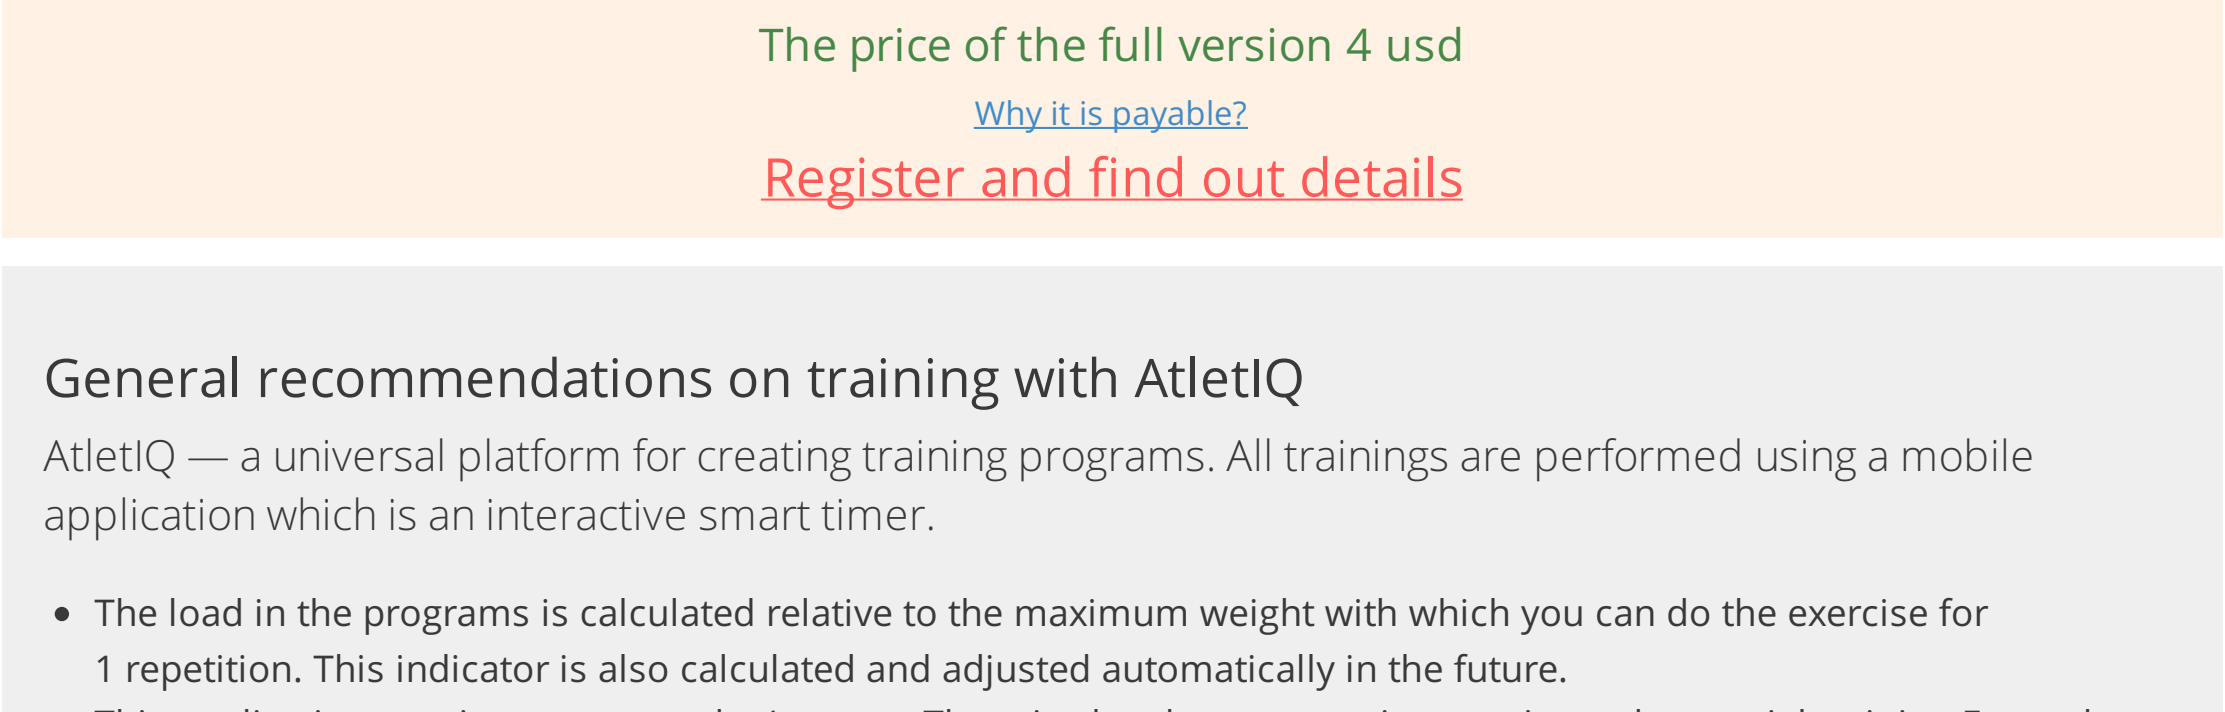 The price of the full version 4 usd
Why it is payable?
Register and find out details
General recommendations on training with AtletIQ
AtletIQ — a universal platform for creating training programs. All trainings are performed using a mobile
application which is an interactive smart timer.
• The load in the programs is calculated relative to the maximum weight with which you can do the exercise for
1 repetition. This indicator is also calculated and adjusted automatically in the future.